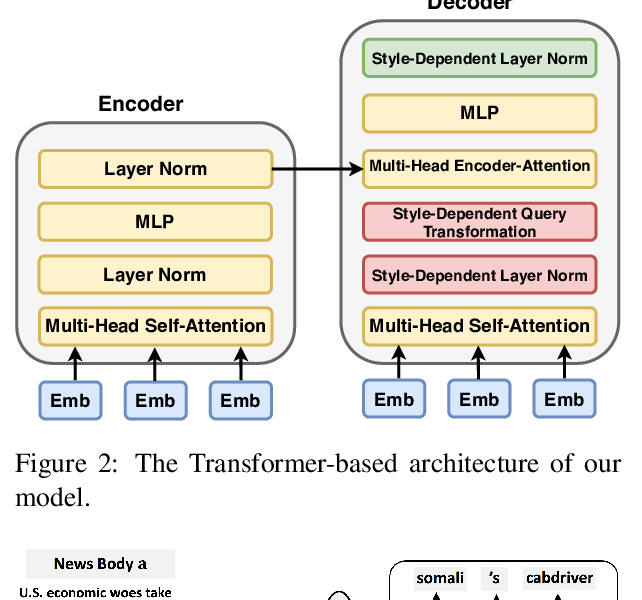 Decoder
Style-Dependent Layer Norm
MLP
Multi-Head Encoder-Attention
Style-Dependent Query
Transformation
Style-Dependent Layer Norm
Multi-Head Self-Attention
Emb Emb Emb
Encoder
Layer Norm
MLP
Layer Norm
Multi-Head Self-Attention
Emb Emb Emb
Figure 2: The Transformer-based architecture of our
model.
News Body a
U.S. economic woes take
somali 's cabdriver